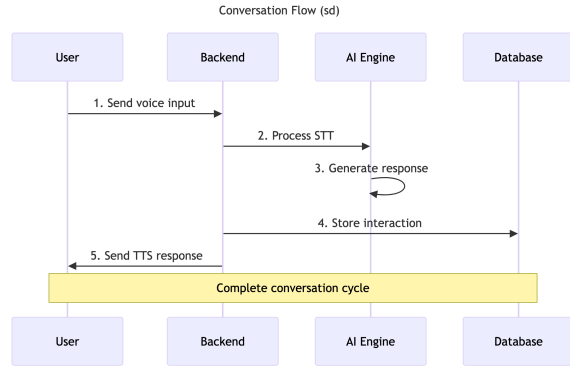 Conversation Flow (sd)
User
Backend
AI Engine
Database
1. Send voice input
2. Process STT
3. Generate response
4. Store interaction
5. Send TTS response
Complete conversation cycle
User
Backend
AI Engine
Database